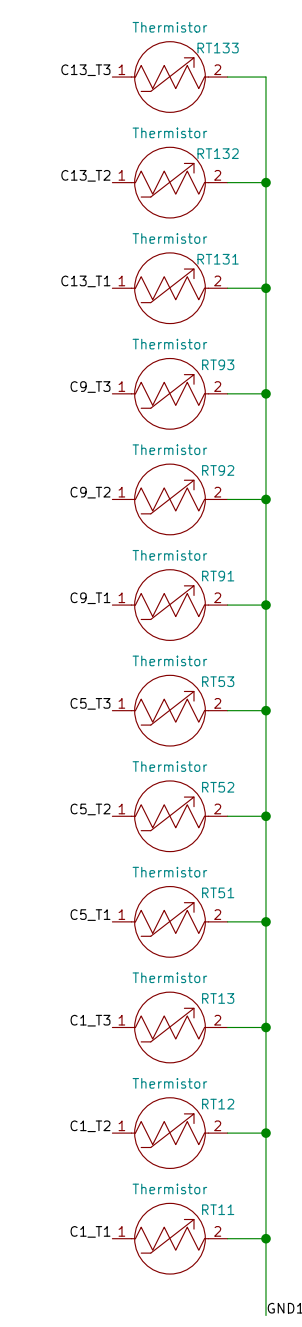 Thermistor
RT133
C13_T3 1 2
Thermistor
RT132
C13_T2 1 2
Thermistor
RT131
C13_T1 1 2
Thermistor
RT93
C9_T3 1 2
Thermistor
RT92
C9_T2 1 2
Thermistor
RT91
C9_T1 1 2
Thermistor
RT53
C5_T3 1 2
Thermistor
RT52
C5_T2 1 2
Thermistor
RT51
C5_T1 1 2
Thermistor
RT13
C1_T3 1 2
Thermistor
RT12
C1_T2 1 2
Thermistor
RT11
C1_T1 1 2
GND1